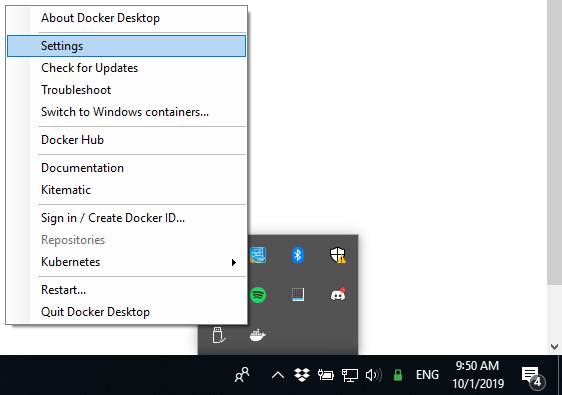 About Docker Desktop
Settings
Check for Updates
Troubleshoot
Switch to Windows containers...
Docker Hub
Documentation
Kitematic
Sign in / Create Docker ID...
Repositories
Kubernetes
Restart...
Quit Docker Desktop
ENG
9:50 AM
10/1/2019
4